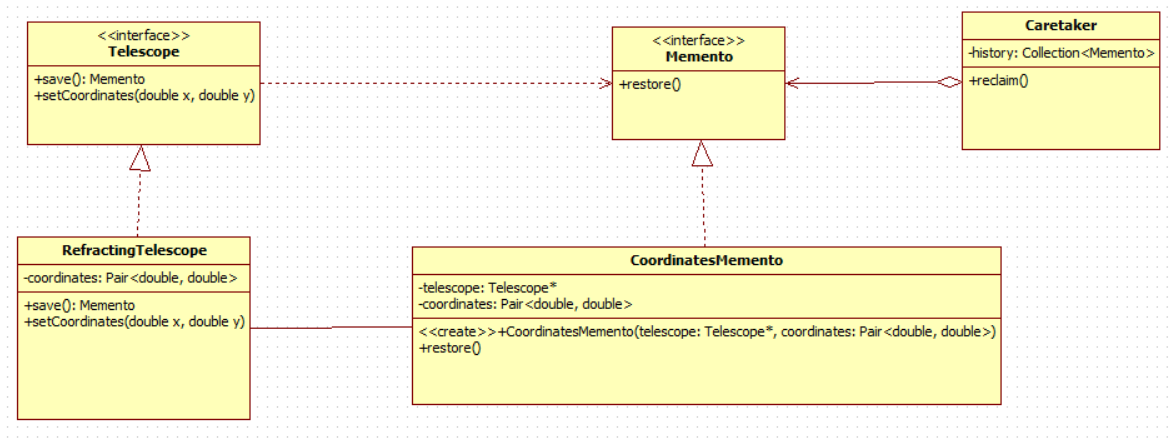 <<interface>>
Telescope
+save(): Memento
+setCoordinates(double x, double y)
<<interface>>
Memento
+restore()
Caretaker
-history: Collection<Memento>
+reclaim()
RefractingTelescope
-coordinates: Pair<double, double>
+save(): Memento
+setCoordinates(double x, double y)
CoordinatesMemento
-telescope: Telescope*
-coordinates: Pair<double, double>
<<create>>+CoordinatesMemento(telescope: Telescope*, coordinates: Pair<double, double>)
+restore()